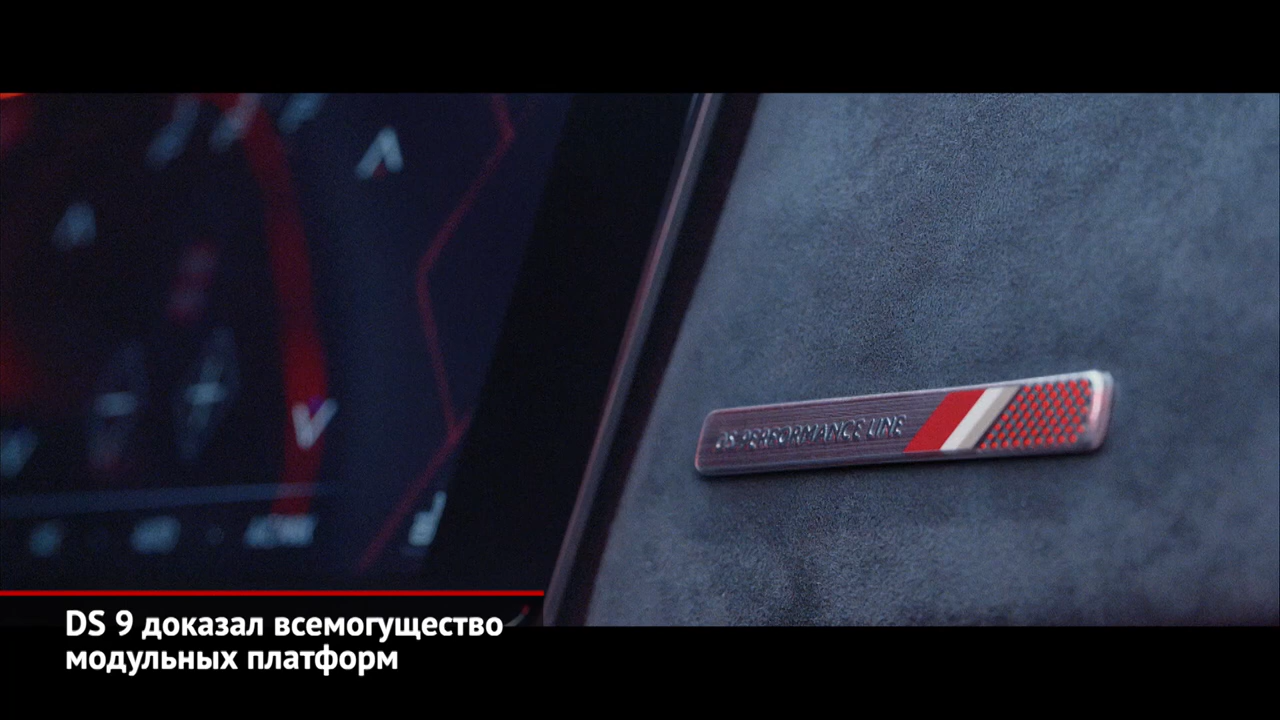 DS PERFORMANCE LINE
DS 9 доказал всемогущество
модульных платформ